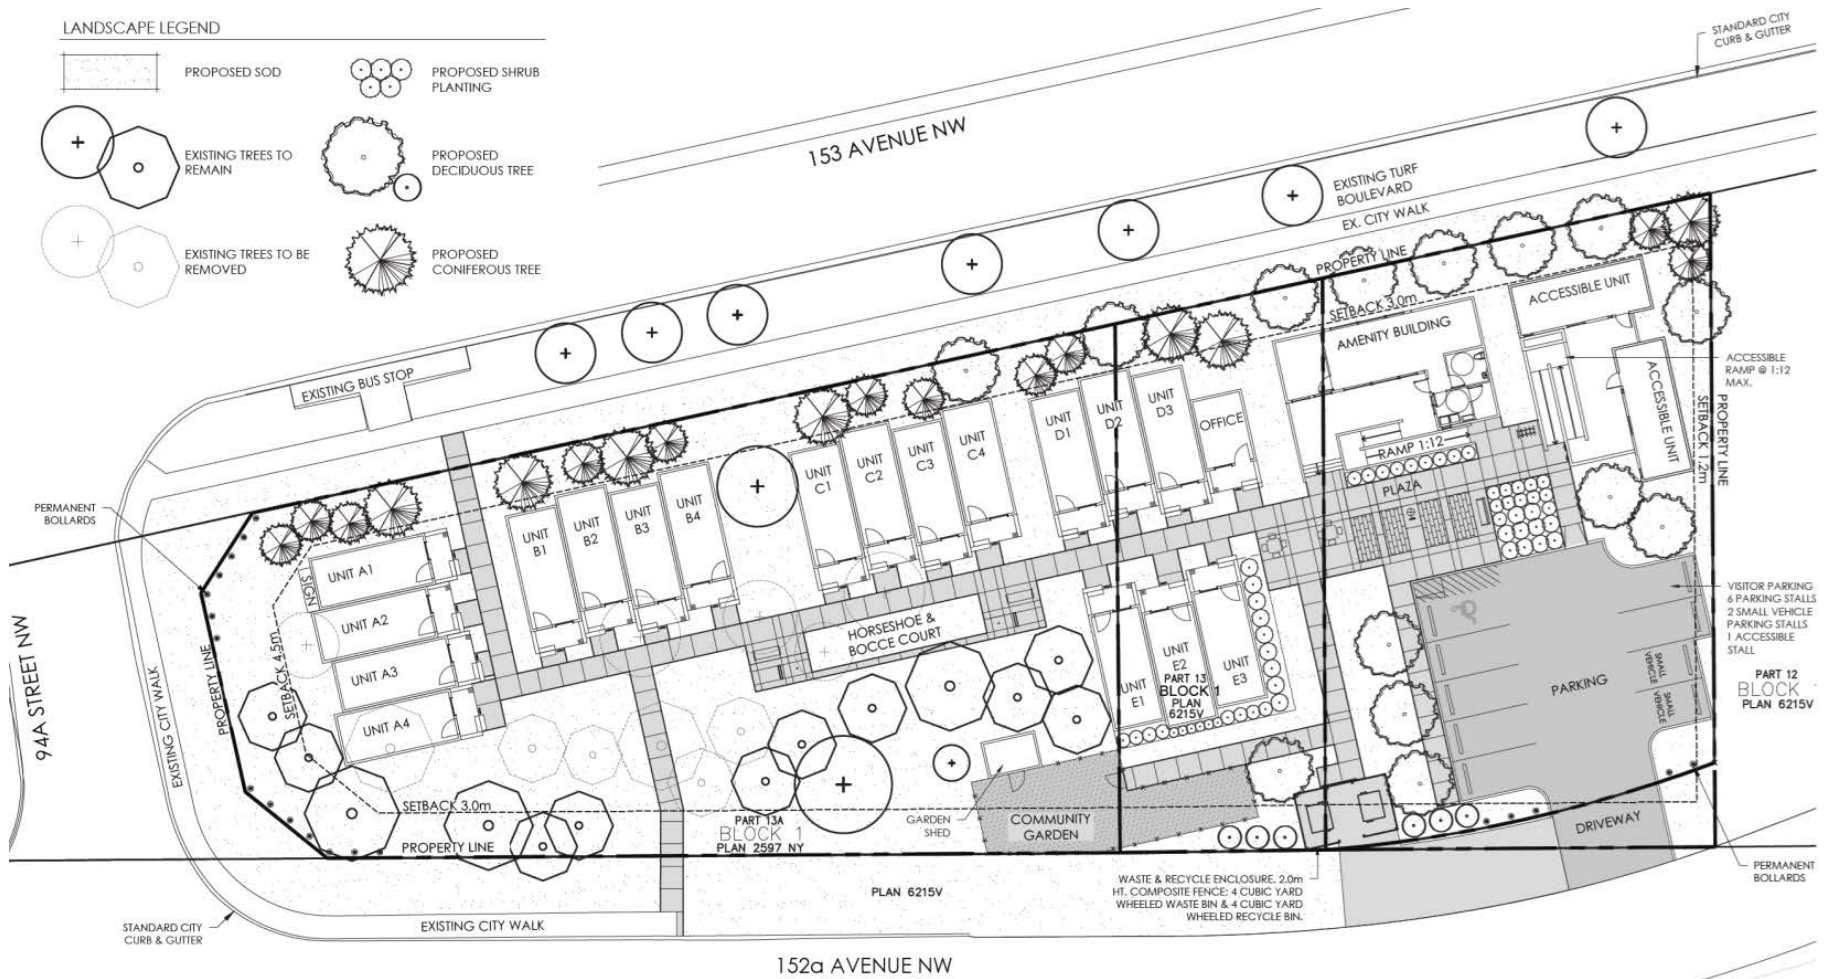 LANDSCAPE LEGEND
PROPOSED SOD
PROPOSED SHRUB
PLANTING
EXISTING TREES TO
REMAIN
PROPOSED
DECIDUOUS TREE
EXISTING TREES TO BE
REMOVED
PROPOSED
CONIFEROUS TREE
STANDARD CITY
CURB & GUTTER
153 AVENUE NW
EXISTING TURF
BOULEVARD
EX. CITY WALK
PROPERTY LINE
SETBACK 3.0m
EXISTING BUS STOP
ACCESSIBLE UNIT
AMENITY BUILDING
ACCESSIBLE
RAMP @ 1:12
MAX.
ACCESSIBLE UNIT
SETBACK 1.2m
PROPERTY LINE
UNIT
D1
UNIT
D2
UNIT
D3
OFFICE
UNIT
C1
UNIT
C2
UNIT
C3
UNIT
C4
RAMP 1:12
PLAZA
PERMANENT
BOLLARDS
UNIT
B1
UNIT
B2
UNIT
B3
UNIT
B4
SIGN
UNIT A1
UNIT A2
UNIT A3
UNIT A4
SETBACK 4.5m
PROPERTY LINE
EXISTING CITY WALK
94A STREET NW
HORSESHOE &
BOCCE COURT
UNIT
E1
UNIT
E2
UNIT
E3
PART 13
BLOCK 1
PLAN
6215V
VISITOR PARKING
6 PARKING STALLS
2 SMALL VEHICLE
PARKING STALLS
1 ACCESSIBLE
STALL
SMALL
VEHICLE
SMALL
VEHICLE
PARKING
PART 12
BLOCK
PLAN 6215V
SETBACK 3.0m
PROPERTY LINE
PART 13A
BLOCK 1
PLAN 2597 NY
GARDEN
SHED
COMMUNITY
GARDEN
DRIVEWAY
PERMANENT
BOLLARDS
WASTE & RECYCLE ENCLOSURE. 2.0m
HT. COMPOSITE FENCE: 4 CUBIC YARD
WHEELED WASTE BIN & 4 CUBIC YARD
WHEELED RECYCLE BIN.
PLAN 6215V
STANDARD CITY
CURB & GUTTER
EXISTING CITY WALK
152a AVENUE NW